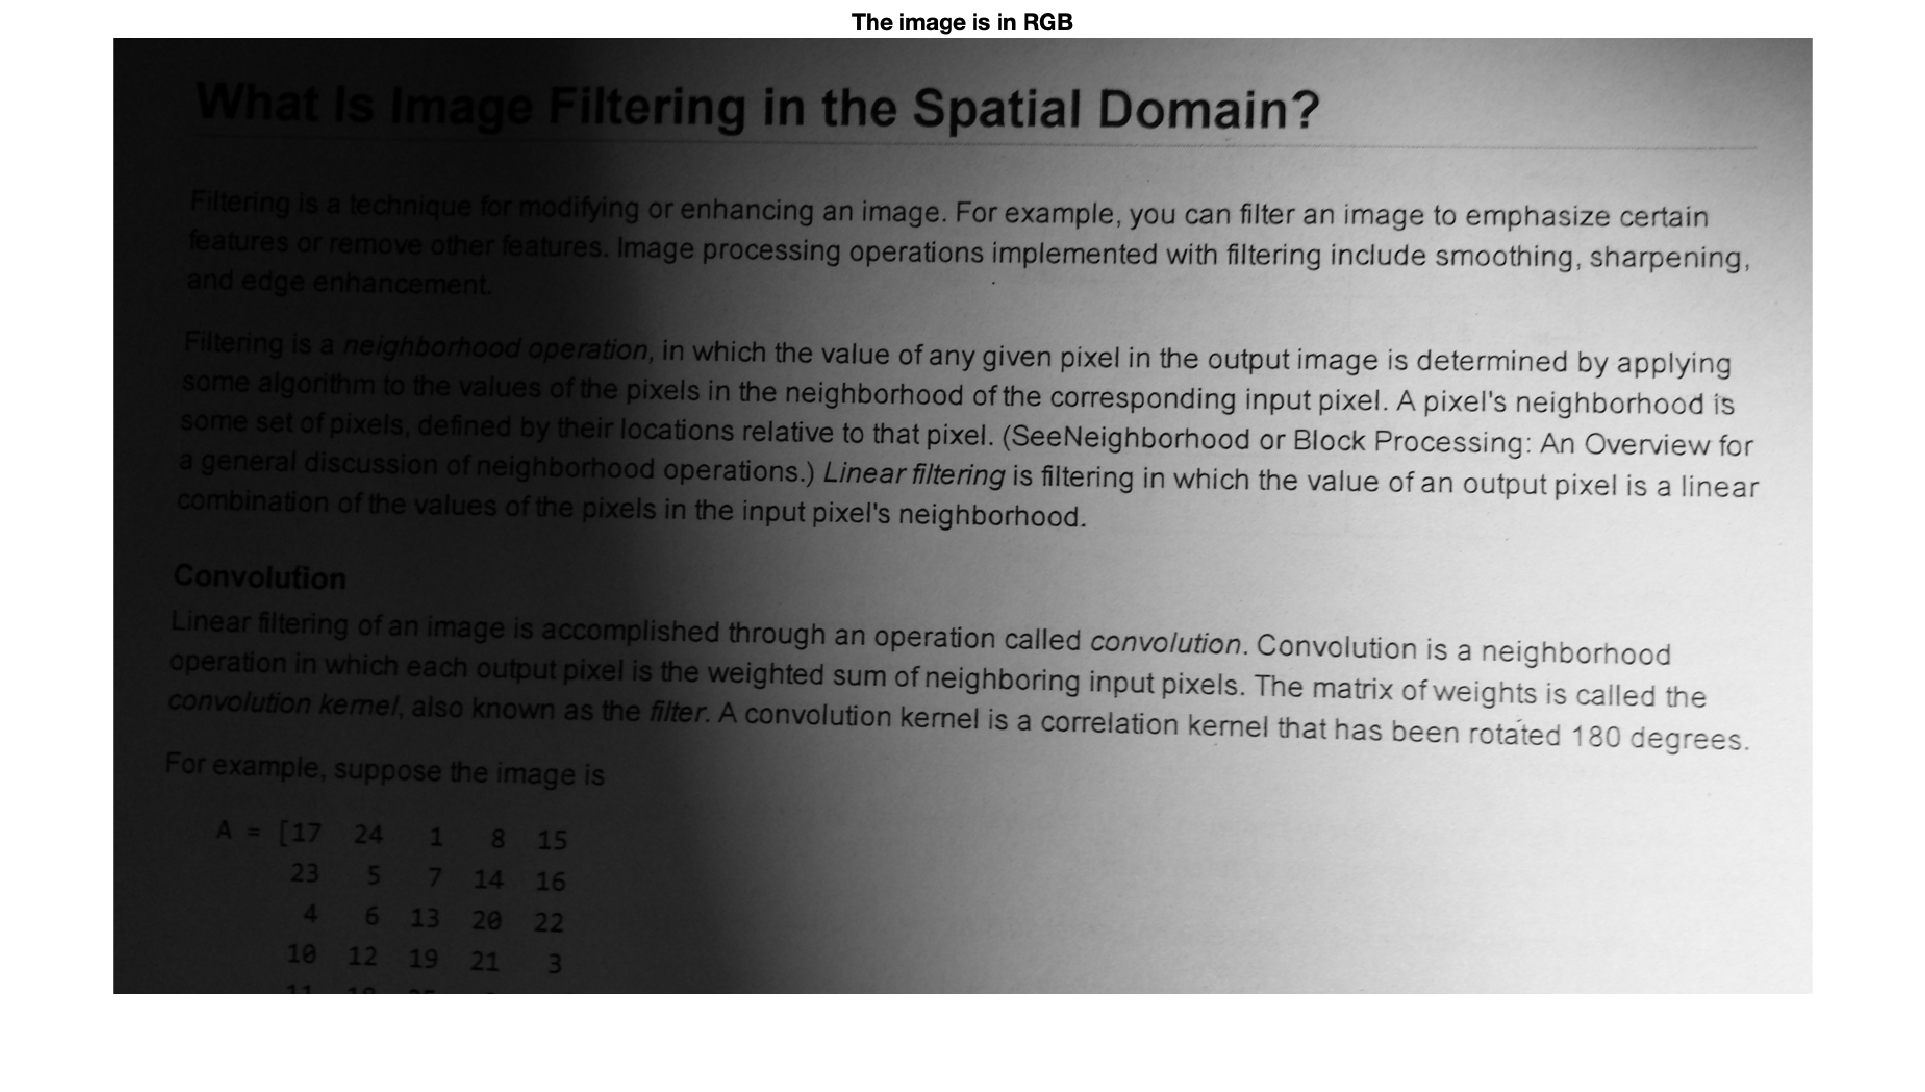 The image is in RGB
What Is Image Filtering in the Spatial Domain?
Filtering is a technique for modifying or enhancing an image. For example, you can filter an image to emphasize certain
features or remove other features. Image processing operations implemented with filtering include smoothing, sharpening,
and edge enhancement.
Filtering is a neighborhood operation, in which the value of any given pixel in the output image is determined by applying
some algorithm to the values of the pixels in the neighborhood of the corresponding input pixel. A pixel's neighborhood is
some set of pixels, defined by their locations relative to that pixel. (SeeNeighborhood or Block Processing: An Overview for
a general discussion of neighborhood operations.) Linear filtering is filtering in which the value of an output pixel is a linear
combination of the values of the pixels in the input pixel's neighborhood.
Convolution
Linear filtering of an image is accomplished through an operation called convolution. Convolution is a neighborhood
operation in which each output pixel is the weighted sum of neighboring input pixels. The matrix of weights is called the
convolution kernel, also known as the filter. A convolution kernel is a correlation kernel that has been rotated 180 degrees.
For example, suppose the image is
A = [17 24 1 8 15
23 5 7 14 16
4 6 13 20 22
10 12 19 21 3